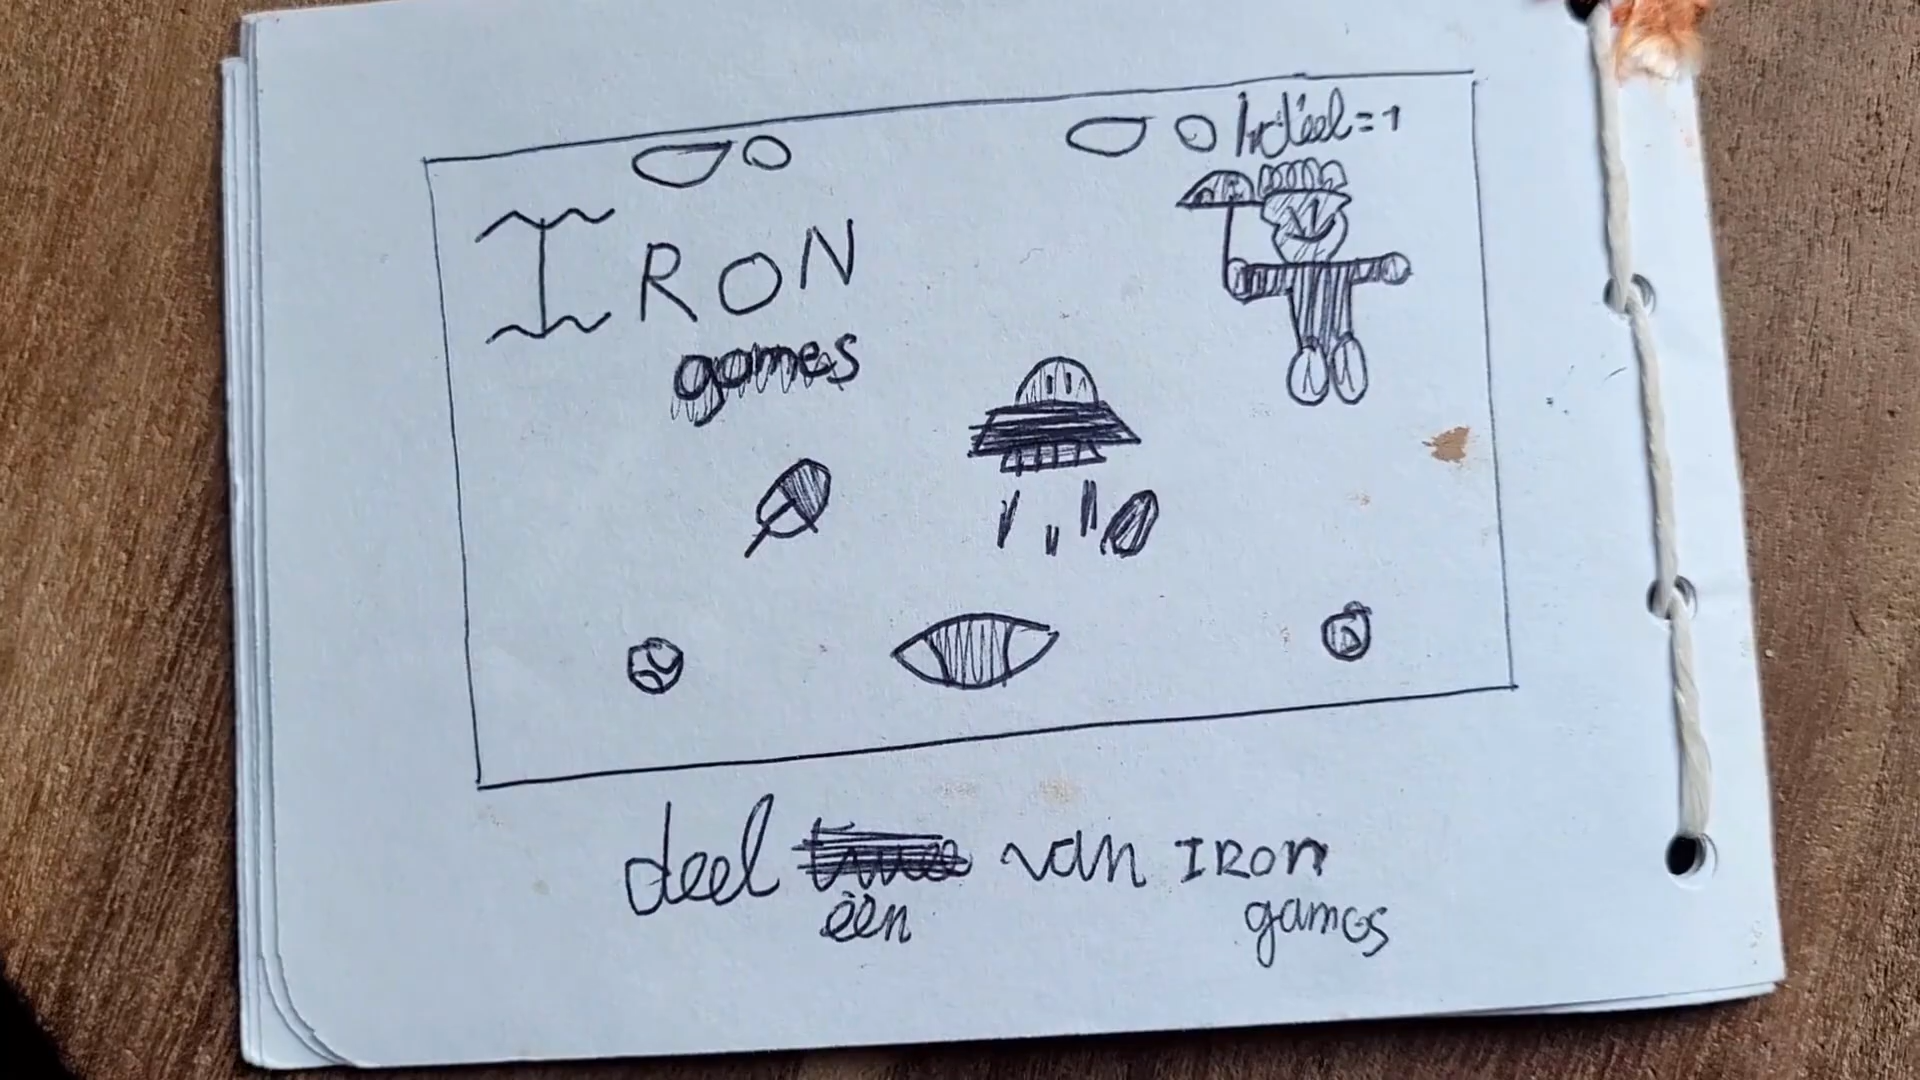 deel=1
IRON
games
deel één van IRon
games